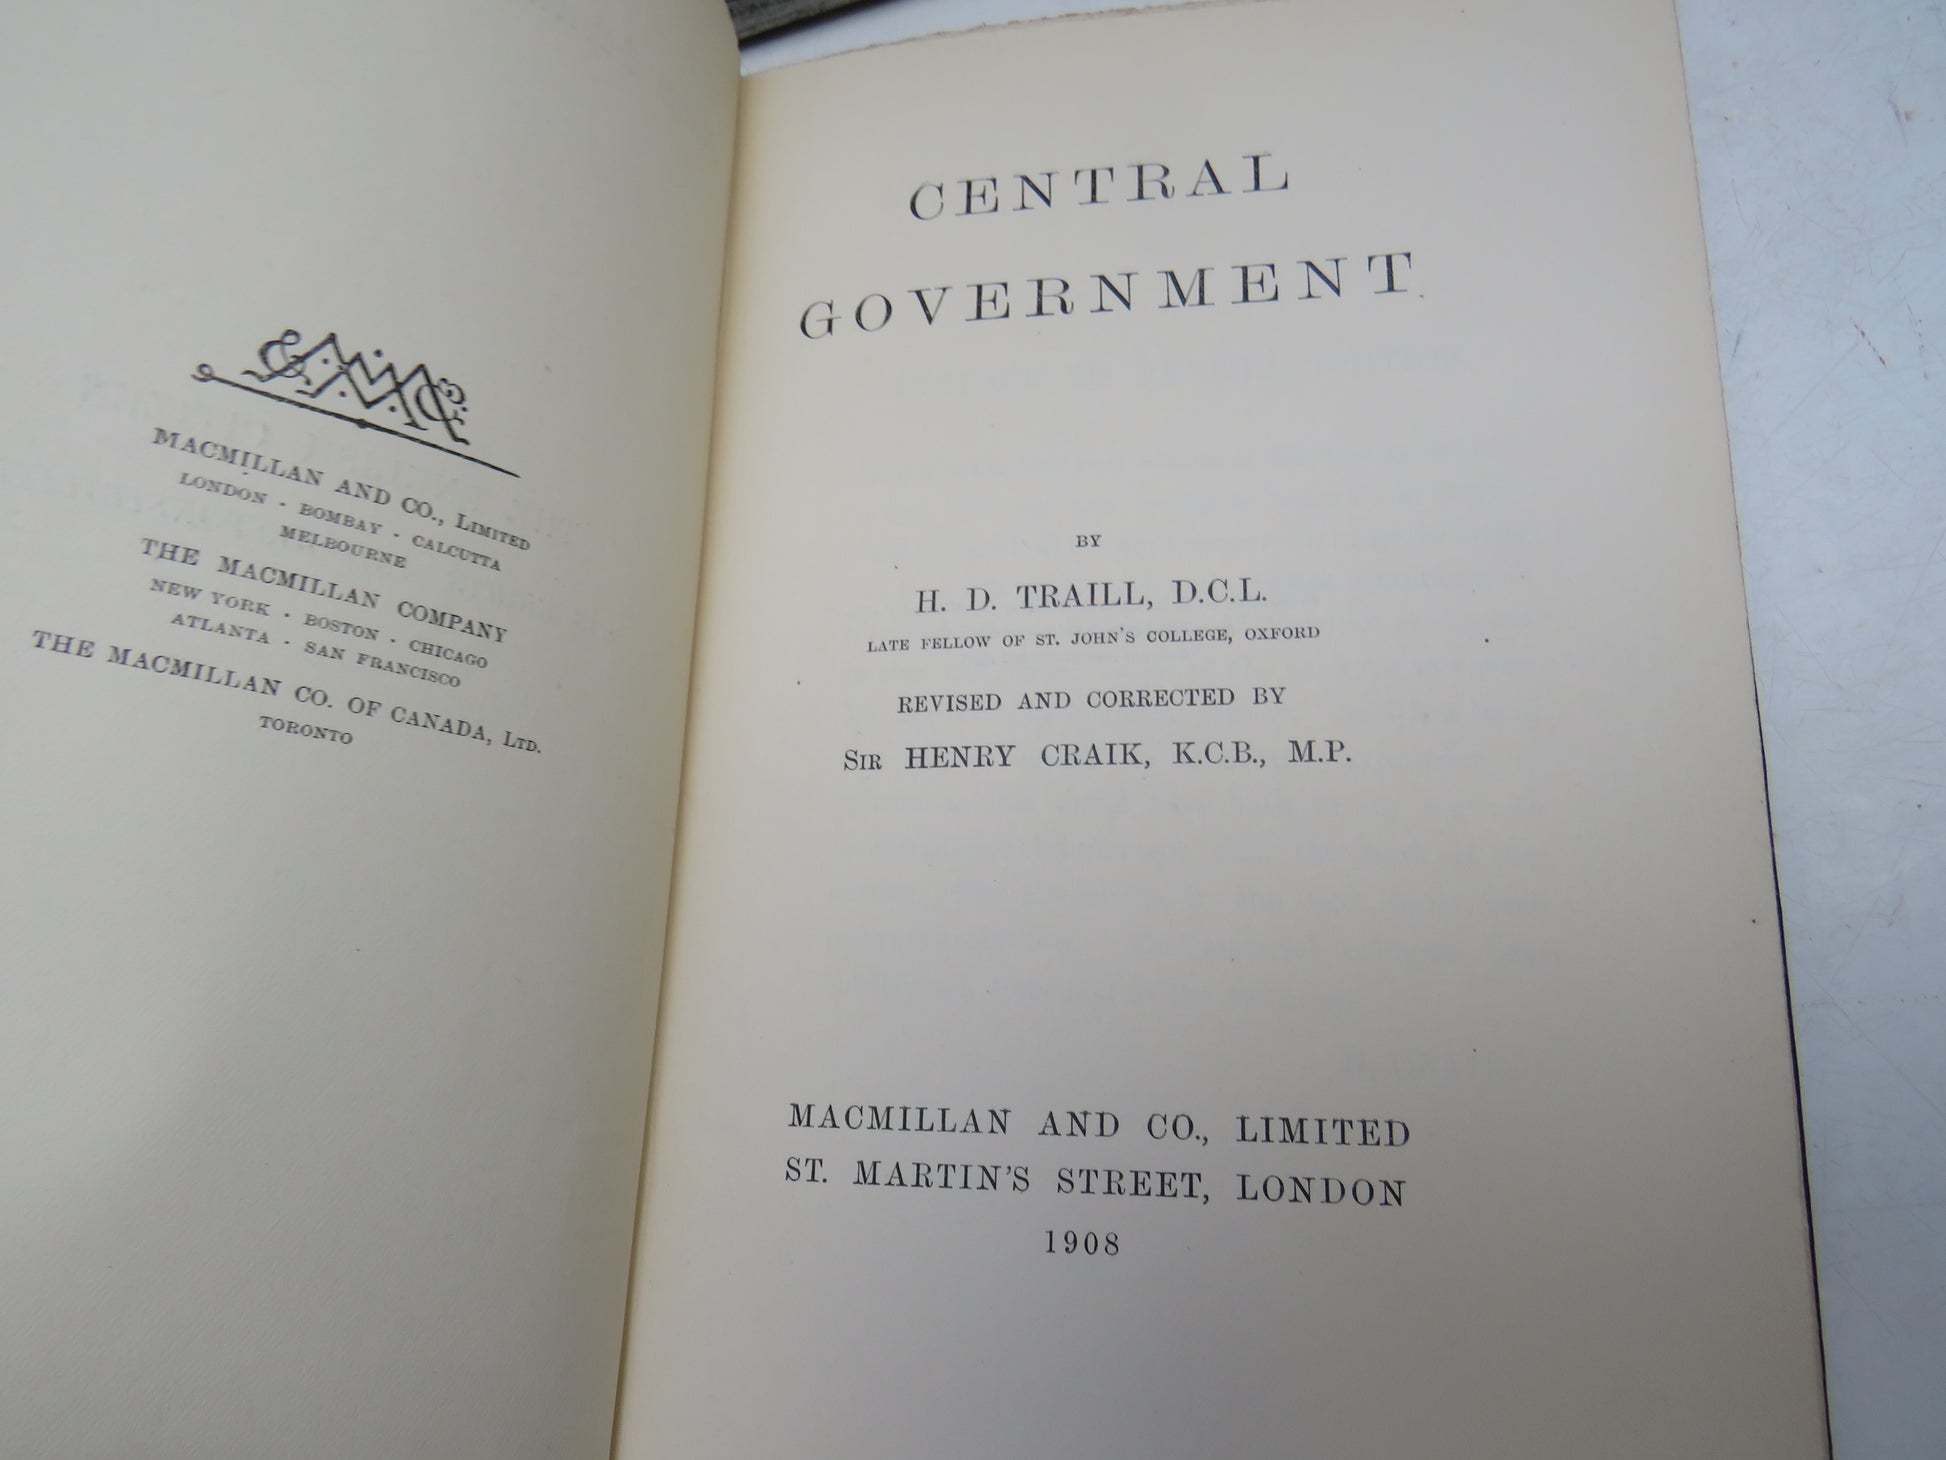 MACMILLAN AND CO., LIMITED
LONDON · BOMBAY · CALCUTTA
MELBOURNE
THE MACMILLAN COMPANY
NEW YORK · BOSTON · CHICAGO
ATLANTA · SAN FRANCISCO
THE MACMILLAN CO. OF CANADA, LTD.
TORONTO
CENTRAL
GOVERNMENT
BY
H. D. TRAILL, D.C.L.
LATE FELLOW OF ST. JOHN'S COLLEGE, OXFORD
REVISED AND CORRECTED BY
SIR HENRY CRAIK, K.C.B., M.P.
MACMILLAN AND CO., LIMITED
ST. MARTIN'S STREET, LONDON
1908